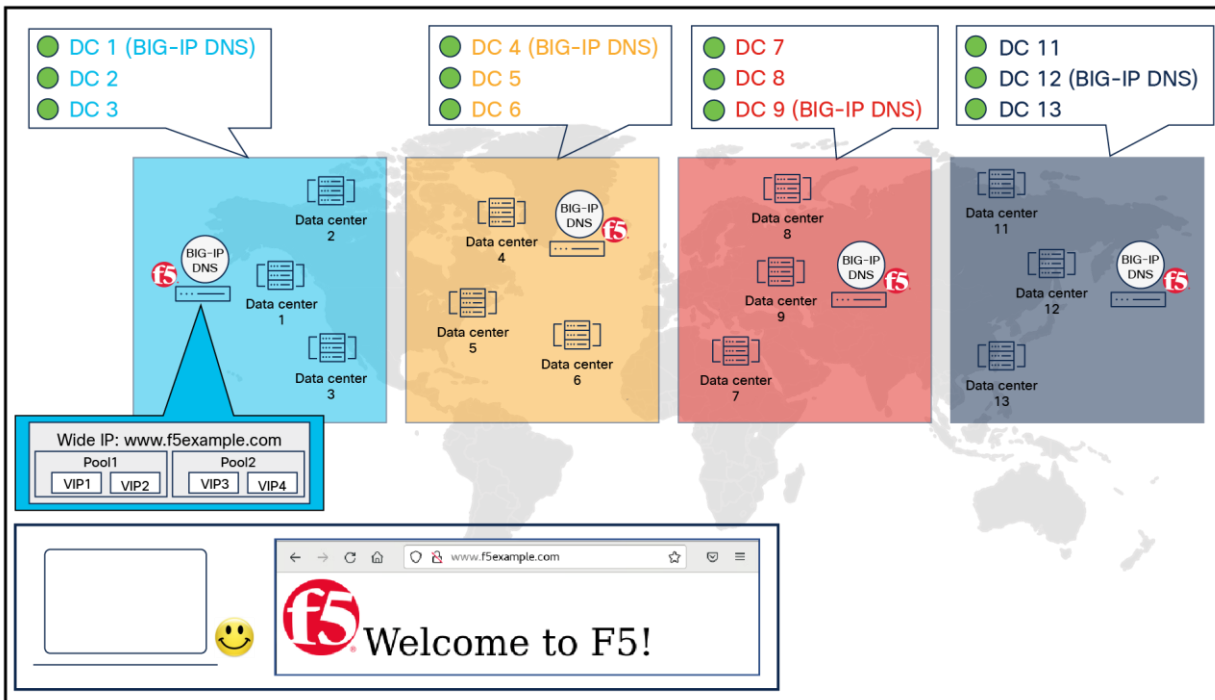 DC 1 (BIG-IP DNS)
DC 2
DC 3
DC 4 (BIG-IP DNS)
DC 5
DC 6
DC 7
DC 8
DC 9 (BIG-IP DNS)
DC 11
DC 12 (BIG-IP DNS)
DC 13
Data center
2
BIG-IP
DNS
f5
Data center
1
Data center
3
Data center
4
BIG-IP
DNS
f5
Data center
5
Data center
6
Data center
8
Data center
9
BIG-IP
DNS
f5
Data center
7
Data center
11
Data center
12
BIG-IP
DNS
f5
Data center
13
Wide IP: www.f5example.com
Pool1
VIP1 VIP2
Pool2
VIP3 VIP4
www.f5example.com
f5
Welcome to F5!